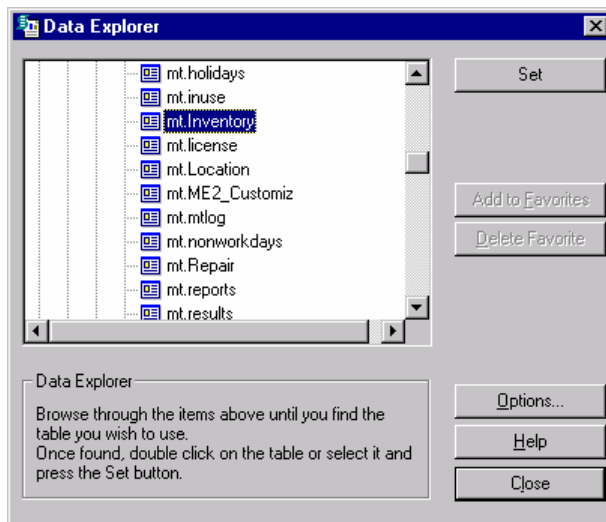 Data Explorer
mt.holidays
mt.inuse
mt.Inventory
mt.license
mt.Location
mt.ME2_Customiz
mt.mtlog
mt.nonworkdays
mt.Repair
mt.reports
mt.results
Set
Add to Favorites
Delete Favorite
Data Explorer
Browse through the items above until you find the
table you wish to use.
Once found, double click on the table or select it and
press the Set button.
Options...
Help
Close